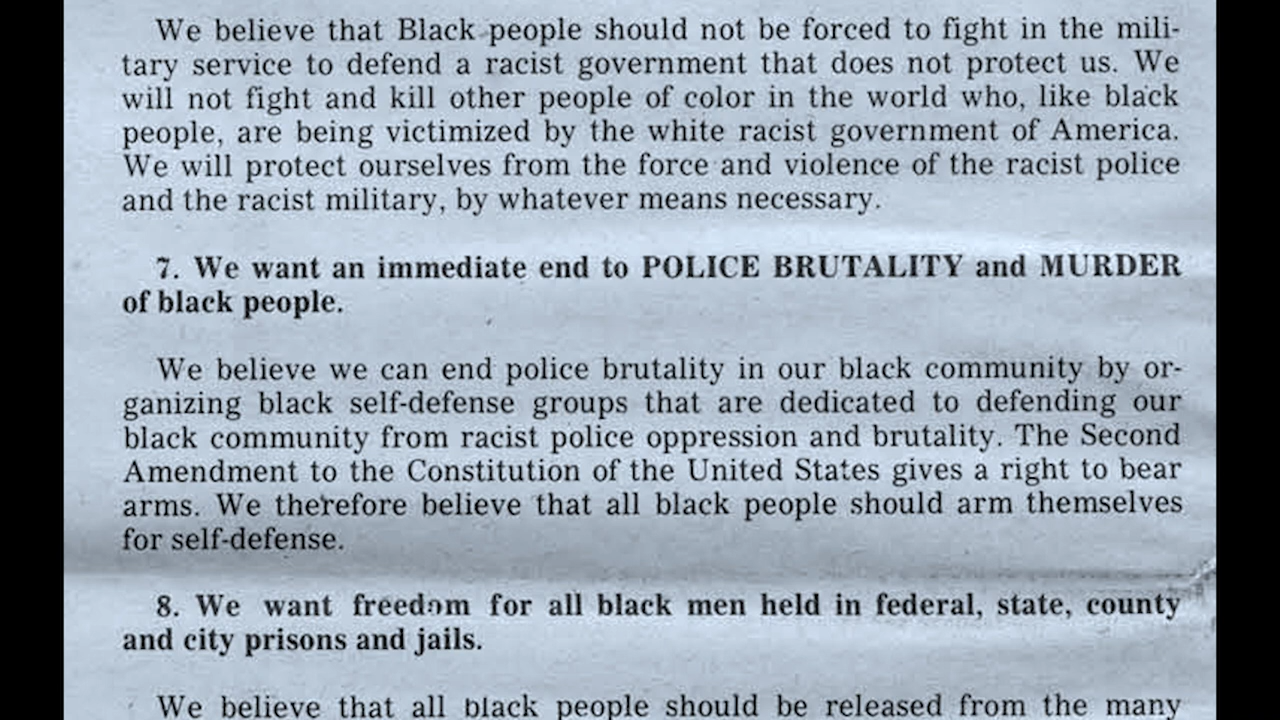 We believe that Black people should not be forced to fight in the mili-
tary service to defend a racist government that does not protect us. We
will not fight and kill other people of color in the world who, like black
people, are being victimized by the white racist government of America.
We will protect ourselves from the force and violence of the racist police
and the racist military, by whatever means necessary.
7. We want an immediate end to POLICE BRUTALITY and MURDER
of black people.
We believe we can end police brutality in our black community by or-
ganizing black self-defense groups that are dedicated to defending our
black community from racist police oppression and brutality. The Second
Amendment to the Constitution of the United States gives a right to bear
arms. We therefore believe that all black people should arm themselves
for self-defense.
8. We want freedom for all black men held in federal, state, county
and city prisons and jails.
We believe that all black people should be released from the many